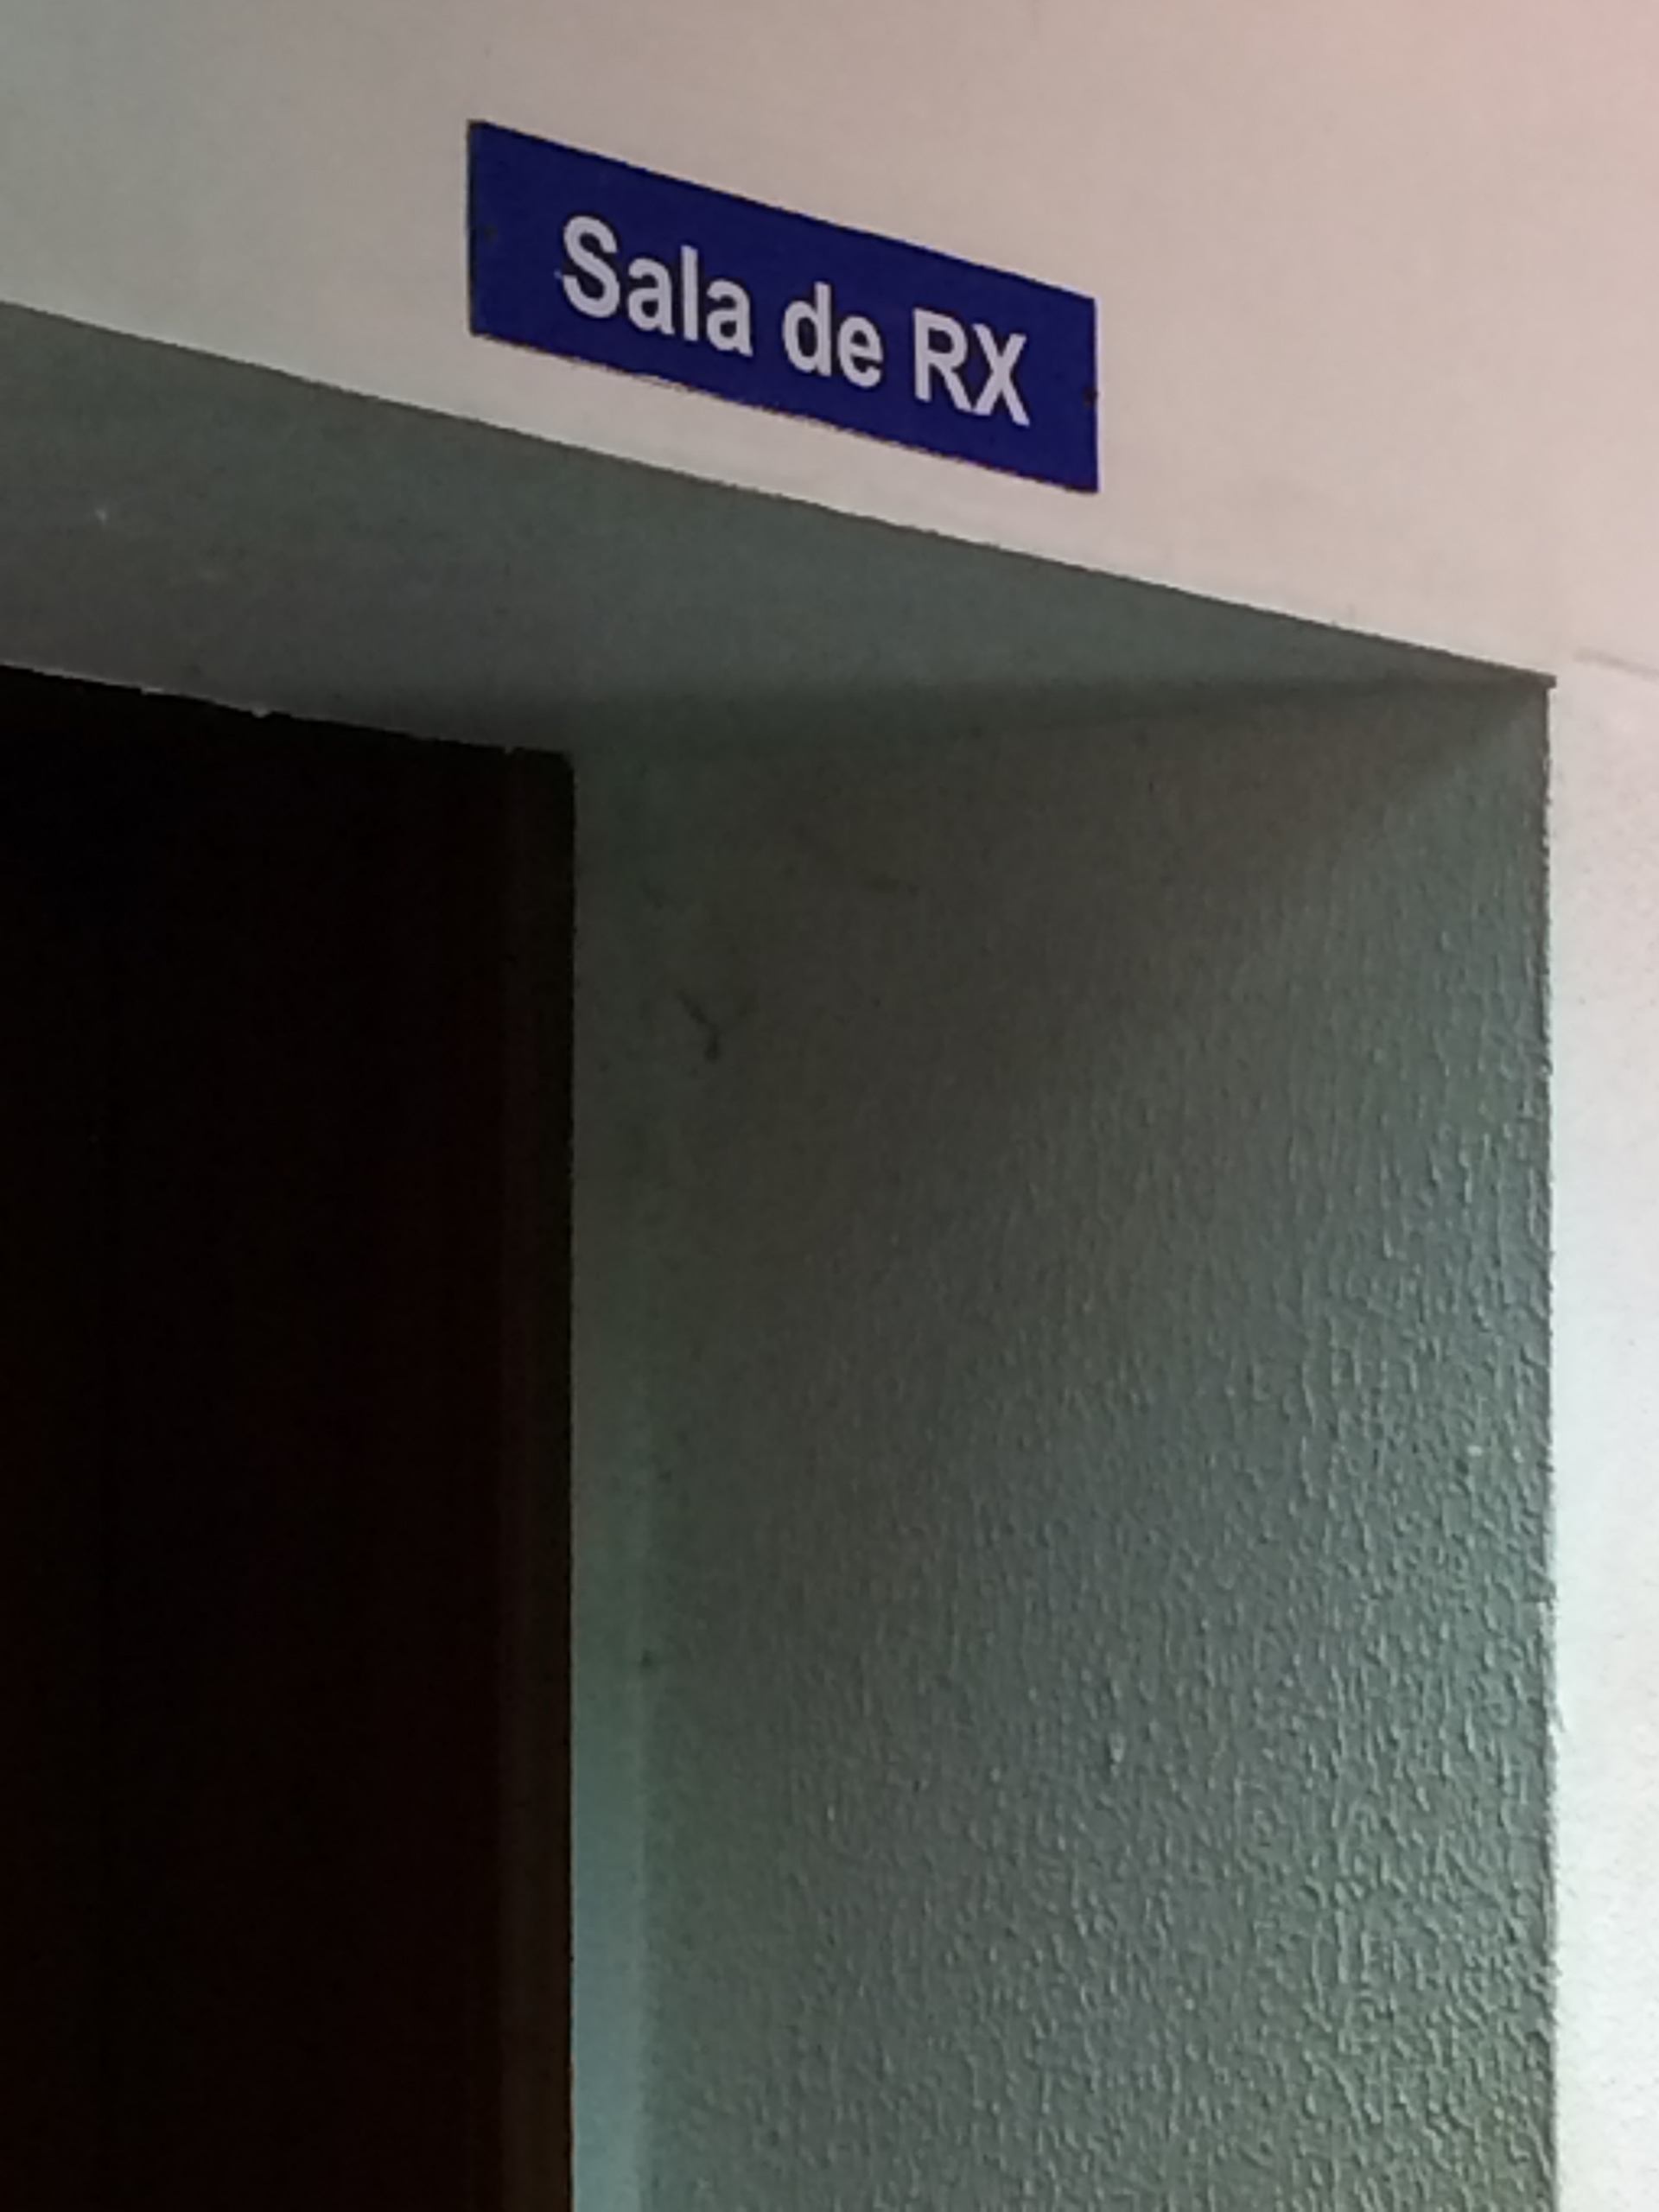 Sala de RX